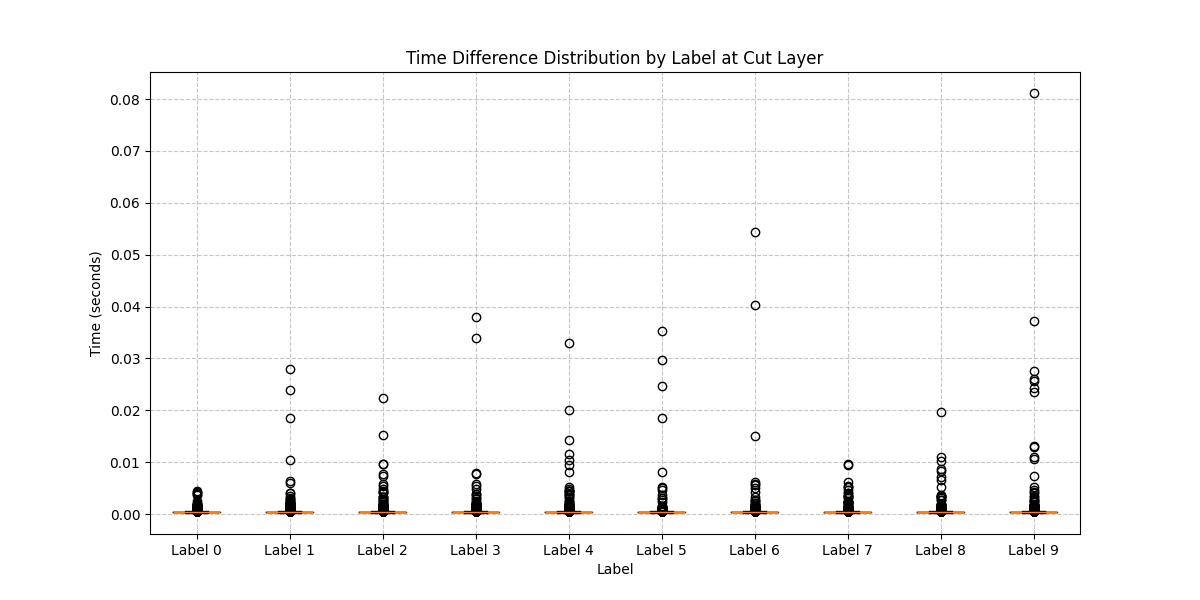 Time Difference Distribution by Label at Cut Layer
0.08
0.07
0.06
0.05
0.04
0.03
0.02
0.01
0.00
Time (seconds)
Label 0 Label 1 Label 2 Label 3 Label 4 Label 5 Label 6 Label 7 Label 8 Label 9
Label